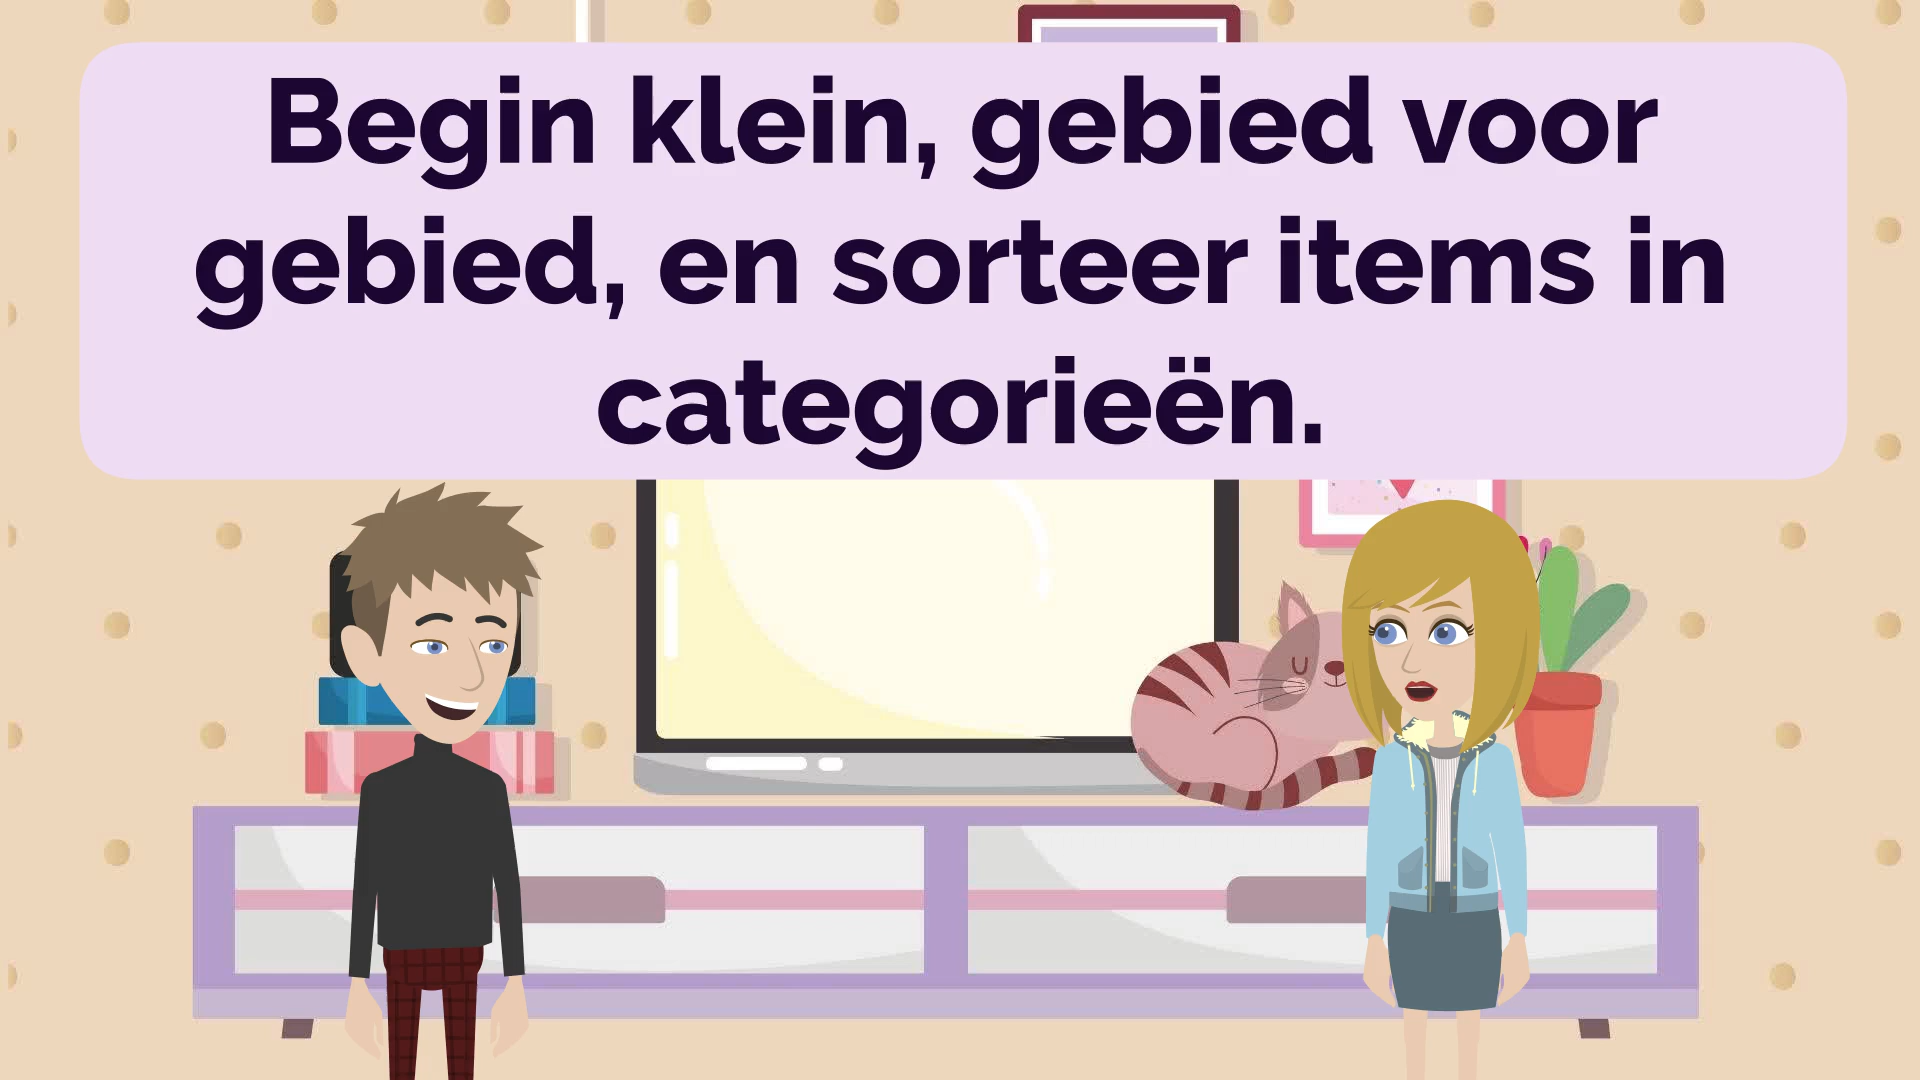 Begin klein, gebied voor
gebied, en sorteer items in
categorieën.